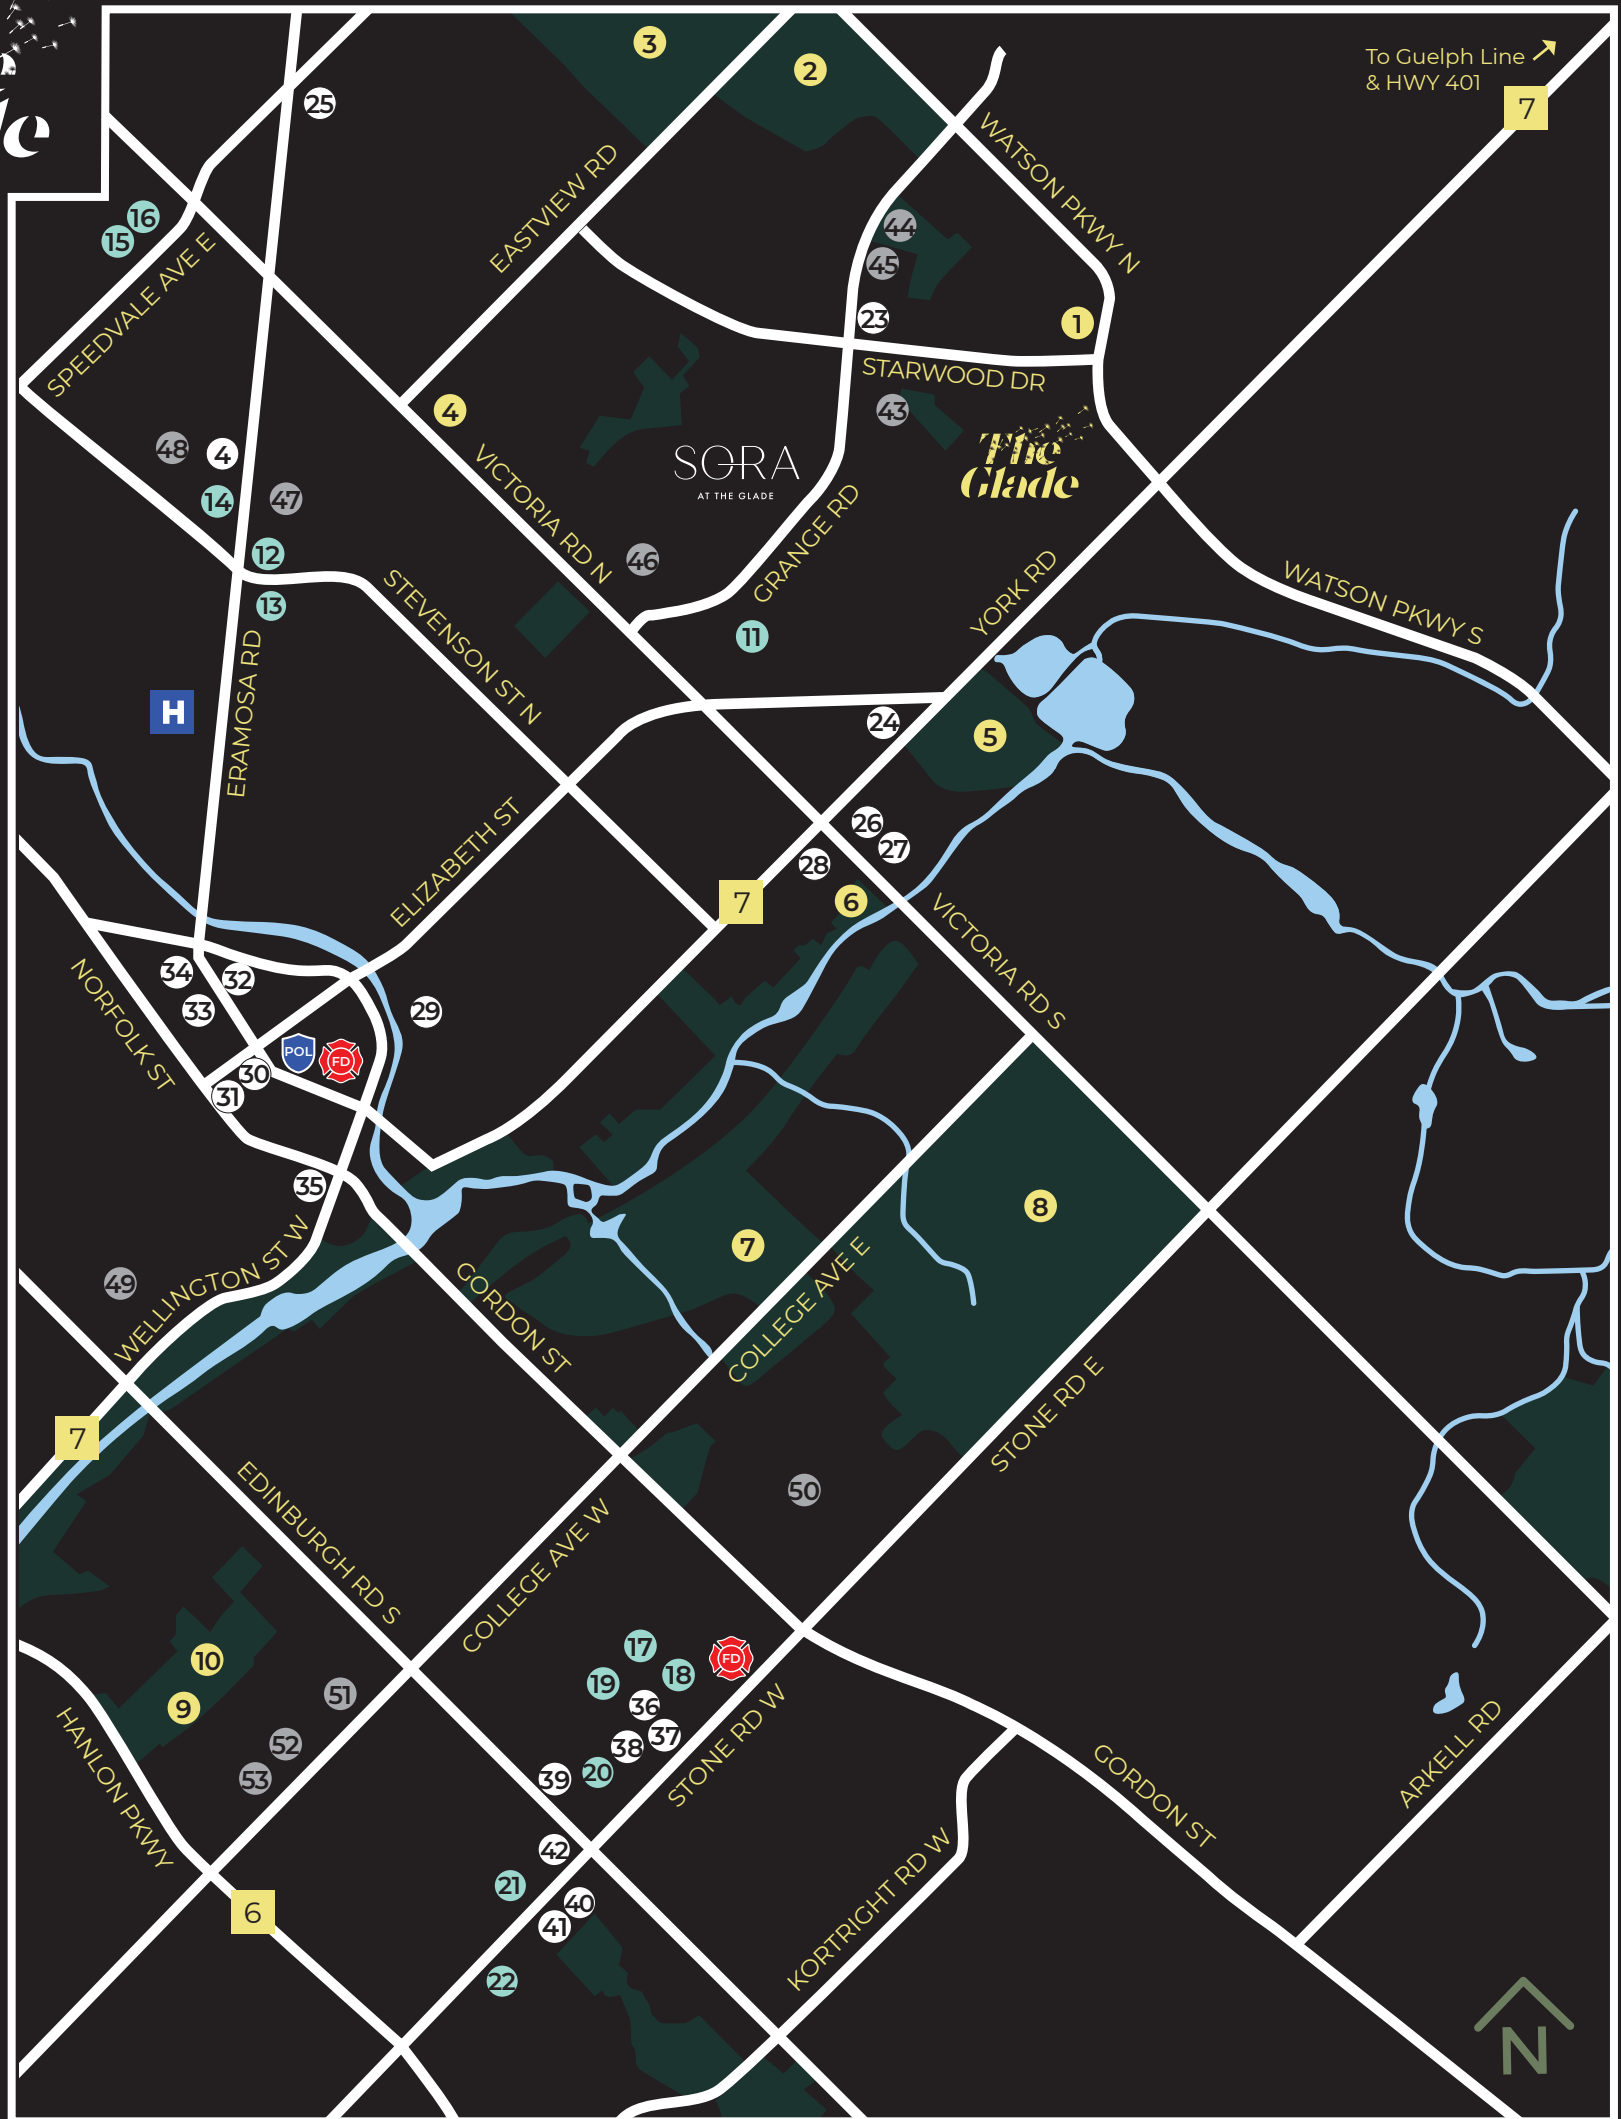 To Guelph Line
& HWY 401
7
3
2
25
e
WATSON PKWY N
EASTVIEW RD
16
15
44
45
SPEEDVALE AVE E
23
1
STARWOOD DR
4
43
The
Glade
SORA
AT THE GLADE
48
4
14
47
VICTORIA RD N
GRANGE RD
12
46
13
STEVENSON ST N
11
YORK RD
WATSON PKWY S
H
ERAMOSA RD
24
5
26
27
28
ELIZABETH ST
7
6
VICTORIA RD S
34
32
33
29
NORFOLK ST
POL
FD
30
31
35
8
7
49
WELLINGTON ST W
GORDON ST
COLLEGE AVE E
STONE RD E
7
EDINBURGH RD S
50
COLLEGE AVE W
17
FD
10
19
18
51
36
9
37
38
52
53
39
20
STONE RD W
HANLON PKWY
ARKELL RD
GORDON ST
42
21
40
41
6
KORTRIGHT RD W
22
N